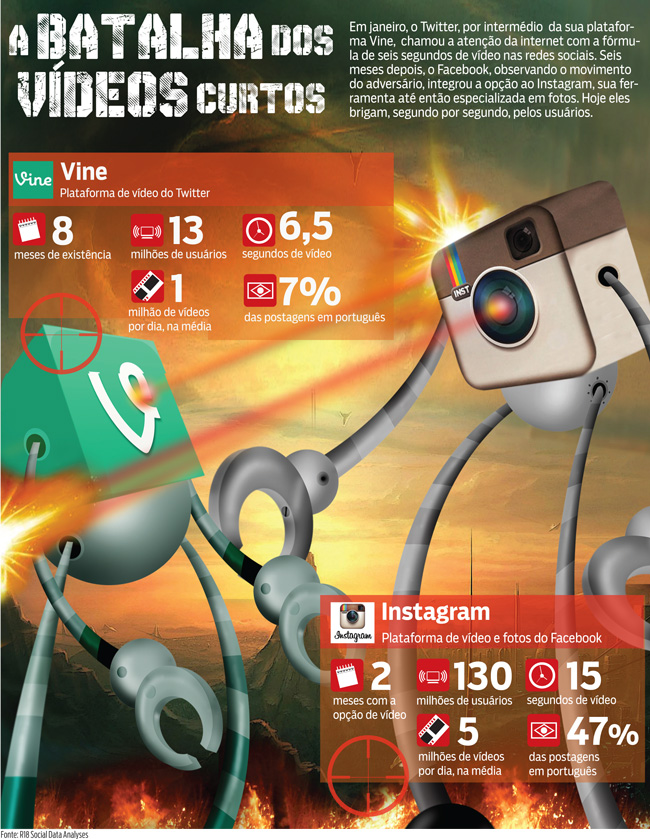 A BATALHA DOS
VÍDEOS CURTOS
Em janeiro, o Twitter, por intermédio da sua platafor-
ma Vine, chamou a atenção da internet com a fórmu-
la de seis segundos de vídeo nas redes sociais. Seis
meses depois, o Facebook, observando o movimento
do adversário, integrou a opção ao Instagram, sua fer-
ramenta até então especializada em fotos. Hoje eles
brigam, segundo por segundo, pelos usuários.
Vine
Vine
Plataforma de vídeo do Twitter
8
meses de existência
13
milhões de usuários
6,5
segundos de vídeo
1
milhão de vídeos
por dia, na média
7%
das postagens em português
INST
V
Instagram
Instagram
Plataforma de vídeo e fotos do Facebook
2
meses com a
opção de vídeo
130
milhões de usuários
15
segundos de vídeo
5
milhões de vídeos
por dia, na média
47%
das postagens
em português
Fonte: R18 Social Data Analyses